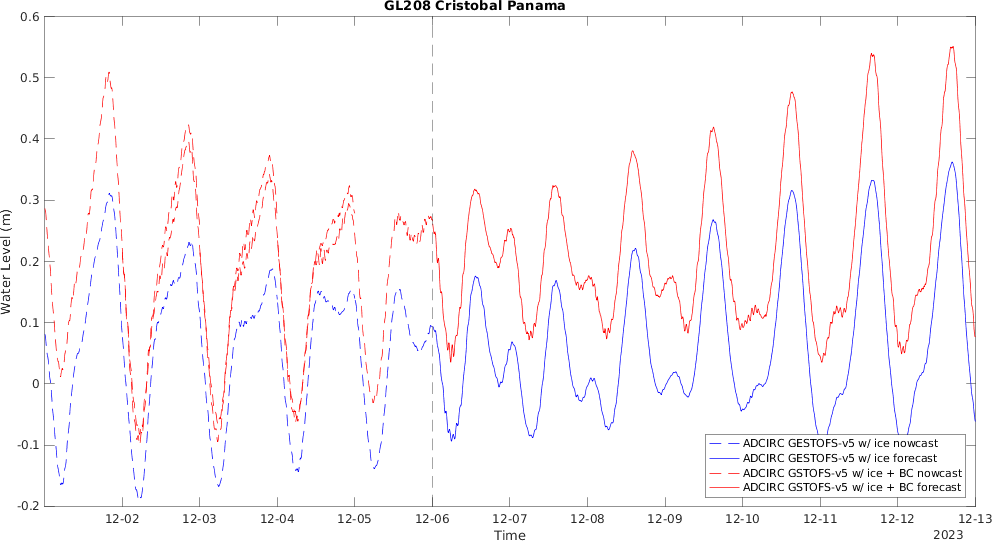 GL208 Cristobal Panama
0.6
0.5
0.4
0.3
0.2
0.1
0
-0.1
-0.2
Water Level (m)
ADCIRC GESTOFS-v5 w/ ice nowcast
ADCIRC GESTOFS-v5 w/ ice forecast
ADCIRC GSTOFS-v5 w/ ice + BC nowcast
ADCIRC GSTOFS-v5 w/ ice + BC forecast
12-02 12-03 12-04 12-05 12-06 12-07 12-08 12-09 12-10 12-11 12-12 12-13
Time
2023